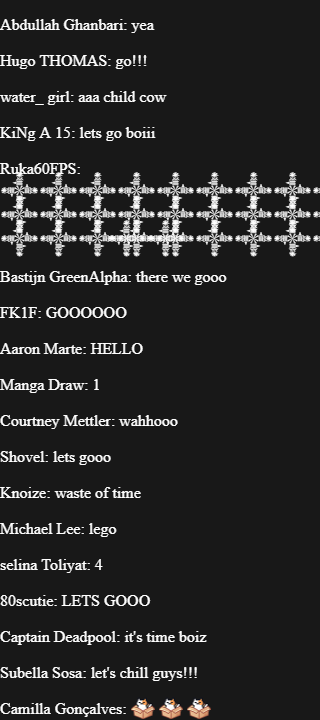 Abdullah Ghanbari: yea
Hugo THOMAS: go!!!
water_ girl: aaa child cow
KiNg A 15: lets go boiii
Ruka60FPS:
Bastijn GreenAlpha: there we gooo
FK1F: GOOOOOO
Aaron Marte: HELLO
Manga Draw: 1
Courtney Mettler: wahhooo
Shovel: lets gooo
Knoize: waste of time
Michael Lee: lego
selina Toliyat: 4
80scutie: LETS GOOO
Captain Deadpool: it's time boiz
Subella Sosa: let's chill guys!!!
Camilla Gonçalves: